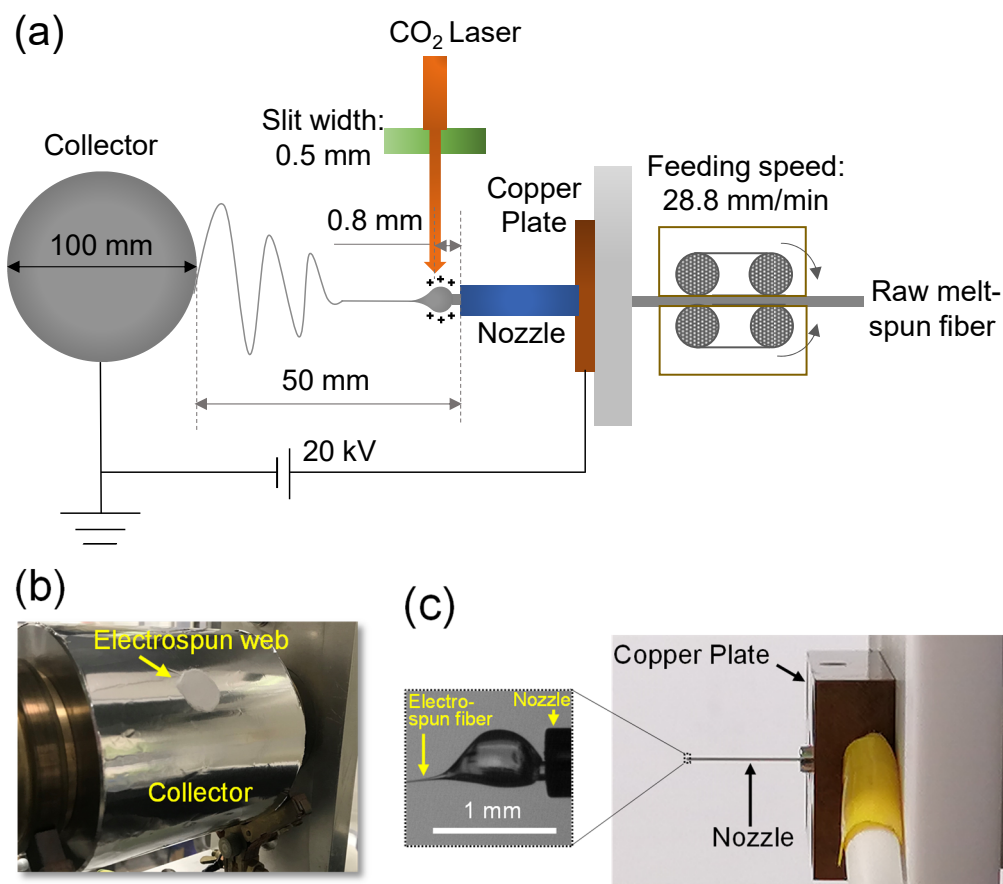 (a)
CO2 Laser
Slit width:
0.5 mm
Collector
Feeding speed:
28.8 mm/min
Copper
Plate
0.8 mm
100 mm
Raw melt-
spun fiber
Nozzle
50 mm
20 kV
(b)
Electrospun web
Collector
(c)
Copper Plate
Electro-
spun fiber
Nozzle
1 mm
Nozzle